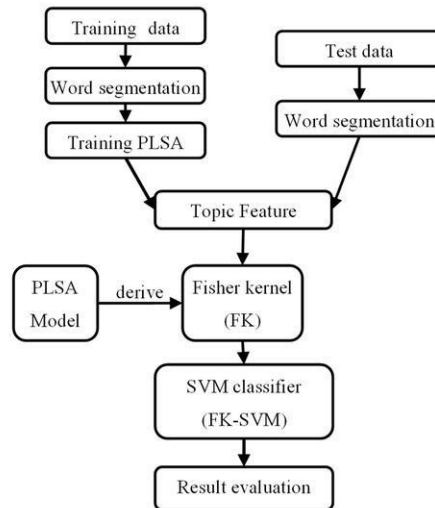 Training data
Test data
Word segmentation
Word segmentation
Training PLSA
Topic Feature
PLSA
Model
derive
Fisher kernel
(FK)
SVM classifier
(FK-SVM)
Result evaluation